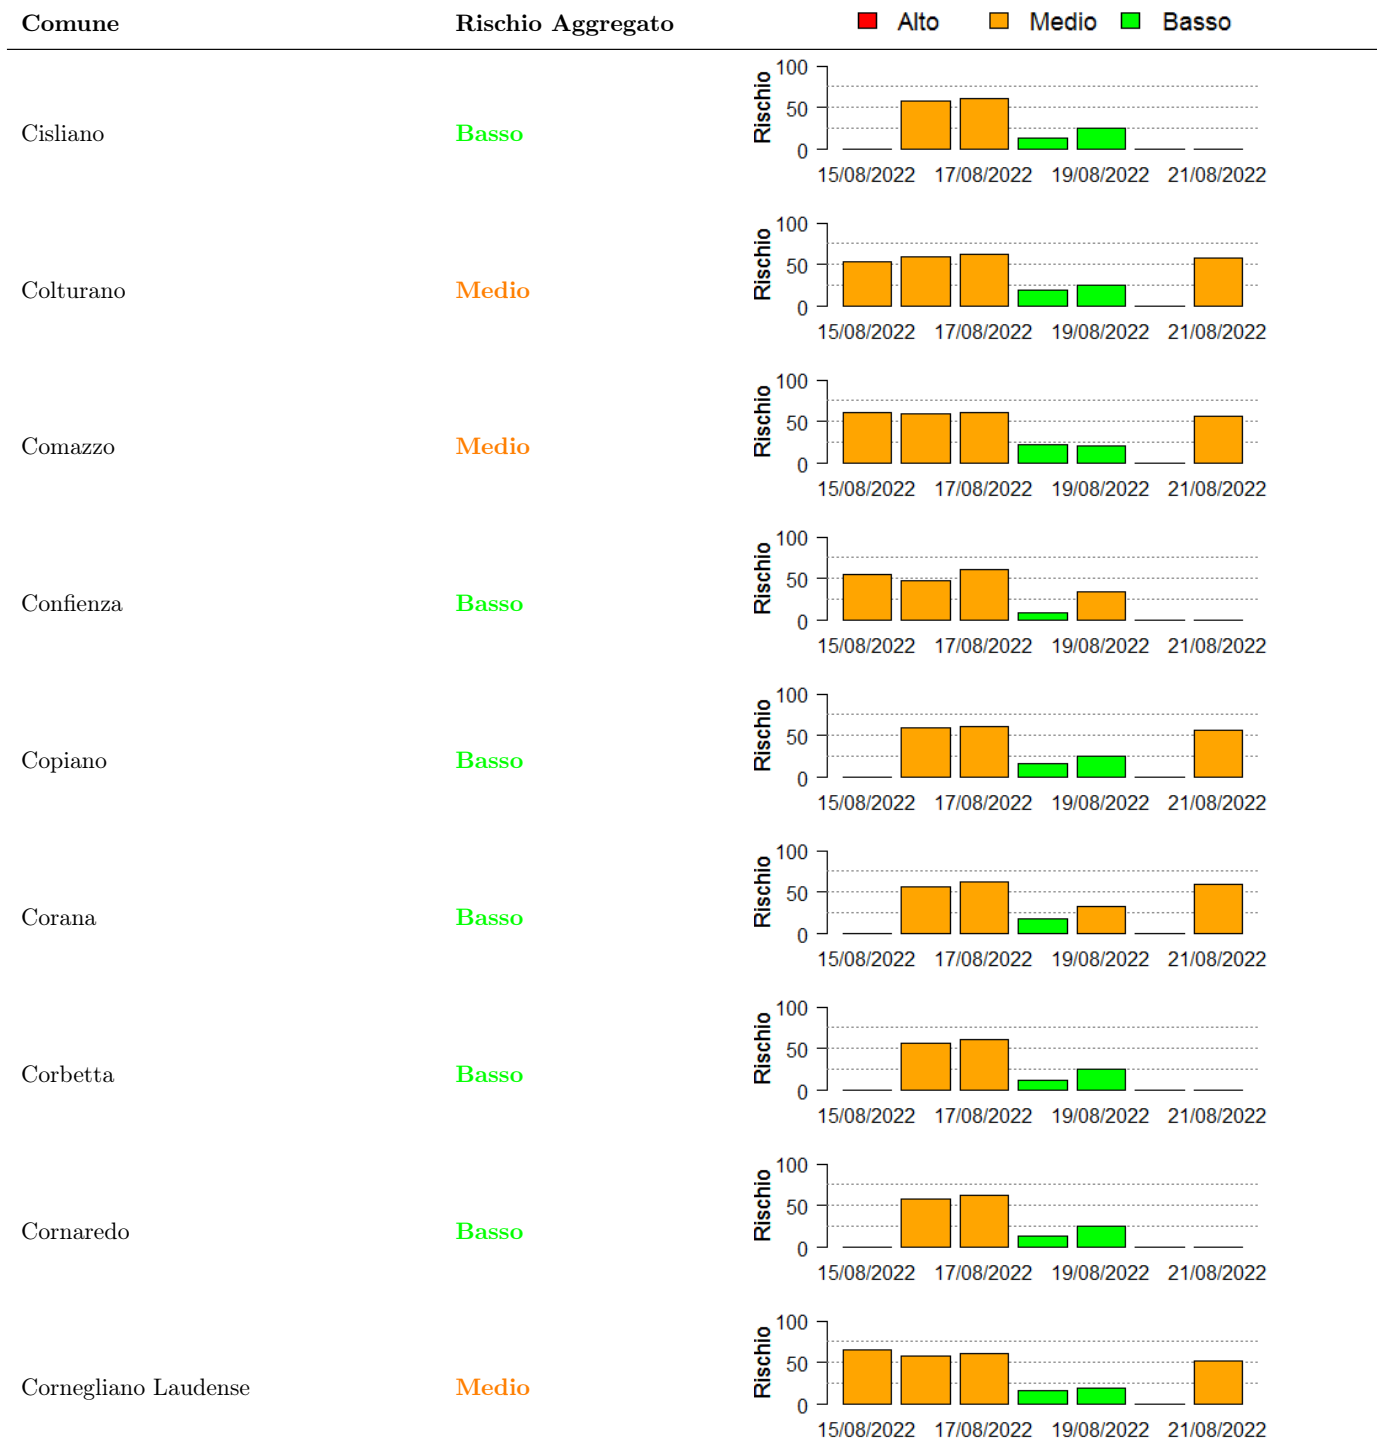 Comune Rischio Aggregato Alto Medio Basso
Cisliano Basso
Rischio
100
50
0
15/08/2022 17/08/2022 19/08/2022 21/08/2022
Colturano Medio
Rischio
100
50
0
15/08/2022 17/08/2022 19/08/2022 21/08/2022
Comazzo Medio
Rischio
100
50
0
15/08/2022 17/08/2022 19/08/2022 21/08/2022
Confienza Basso
Rischio
100
50
0
15/08/2022 17/08/2022 19/08/2022 21/08/2022
Copiano Basso
Rischio
100
50
0
15/08/2022 17/08/2022 19/08/2022 21/08/2022
Corana Basso
Rischio
100
50
0
15/08/2022 17/08/2022 19/08/2022 21/08/2022
Corbetta Basso
Rischio
100
50
0
15/08/2022 17/08/2022 19/08/2022 21/08/2022
Cornaredo Basso
Rischio
100
50
0
15/08/2022 17/08/2022 19/08/2022 21/08/2022
Cornegliano Laudense Medio
Rischio
100
50
0
15/08/2022 17/08/2022 19/08/2022 21/08/2022